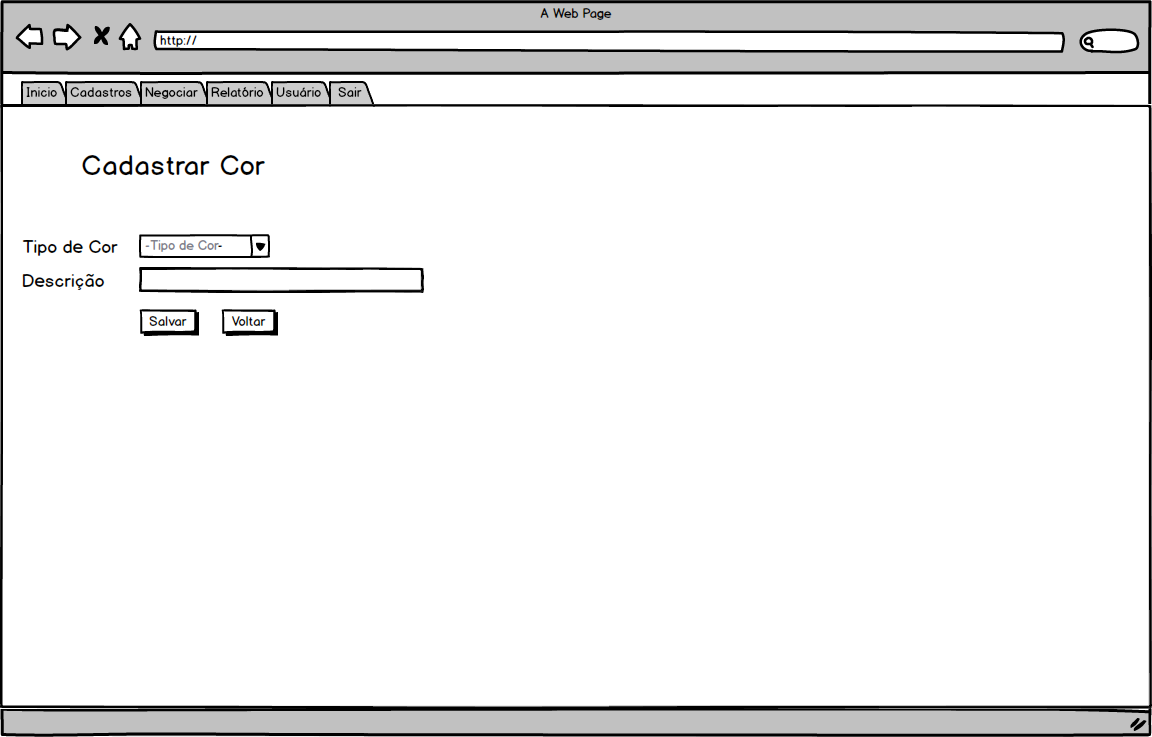 A Web Page
http://
Inicio Cadastros Negociar Relatório Usuário Sair
Cadastrar Cor
Tipo de Cor -Tipo de Cor-
Descrição
Salvar Voltar